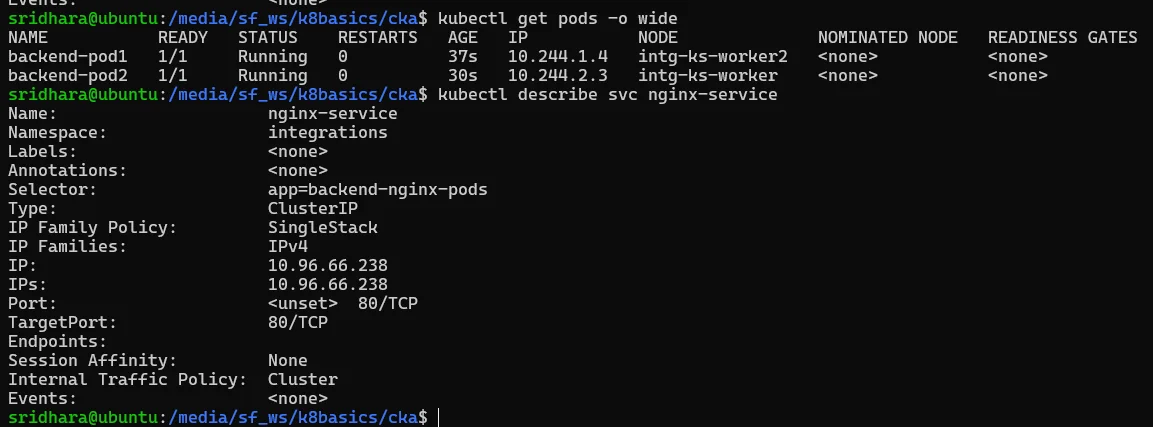 Events:                   <none>
sridhara@ubuntu:/media/sf_ws/k8basics/cka$ kubectl get pods -o wide
NAME           READY   STATUS    RESTARTS   AGE   IP           NODE              NOMINATED NODE   READINESS GATES
backend-pod1   1/1     Running   0          37s   10.244.1.4   intg-ks-worker2   <none>           <none>
backend-pod2   1/1     Running   0          30s   10.244.2.3   intg-ks-worker    <none>           <none>
sridhara@ubuntu:/media/sf_ws/k8basics/cka$ kubectl describe svc nginx-service
Name:                     nginx-service
Namespace:                integrations
Labels:                   <none>
Annotations:              <none>
Selector:                 app=backend-nginx-pods
Type:                     ClusterIP
IP Family Policy:         SingleStack
IP Families:              IPv4
IP:                       10.96.66.238
IPs:                      10.96.66.238
Port:                     <unset>  80/TCP
TargetPort:               80/TCP
Endpoints:
Session Affinity:         None
Internal Traffic Policy:  Cluster
Events:                   <none>
sridhara@ubuntu:/media/sf_ws/k8basics/cka$